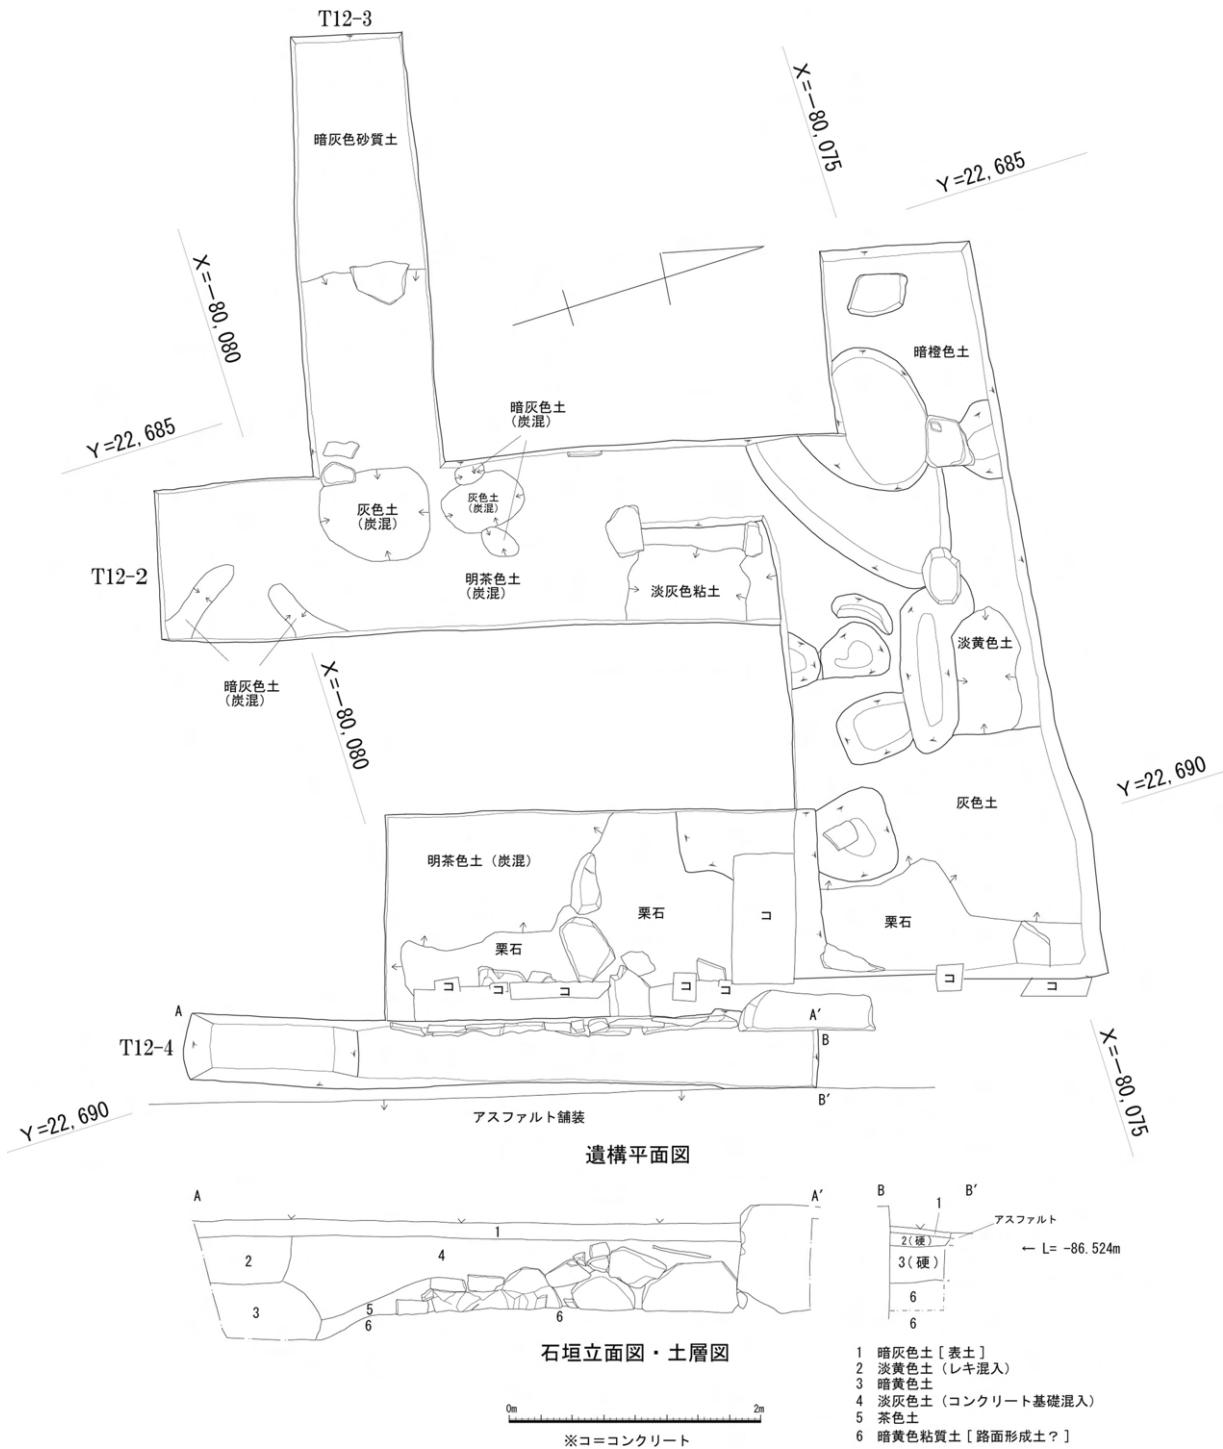 T12-3
暗灰色砂質土
X=-80,075
Y=22,685
X=-80,080
暗橙色土
Y=22,685
暗灰色土
(炭混)
灰色土
(炭混)
灰色土
(炭混)
T12-2
明茶色土
(炭混)
淡灰色粘土
淡黄色土
暗灰色土
(炭混)
X=-80,080
Y=22,690
灰色土
明茶色土(炭混)
栗石
コ
栗石
栗石
コ
コ
コ
コ
コ
コ
コ
A
A′
B
T12-4
B′
X=-80,075
Y=22,690
アスファルト舗装
遺構平面図
A
A′
B
B′
1
アスファルト
1
2(硬)
← L= -86.524m
2
4
3(硬)
3
5
6
6
6
6
石垣立面図・土層図
1 暗灰色土[表土]
2 淡黄色土(レキ混入)
3 暗黄色土
4 淡灰色土(コンクリート基礎混入)
5 茶色土
6 暗黄色粘質土[路面形成土?]
0m
2m
※コ=コンクリート